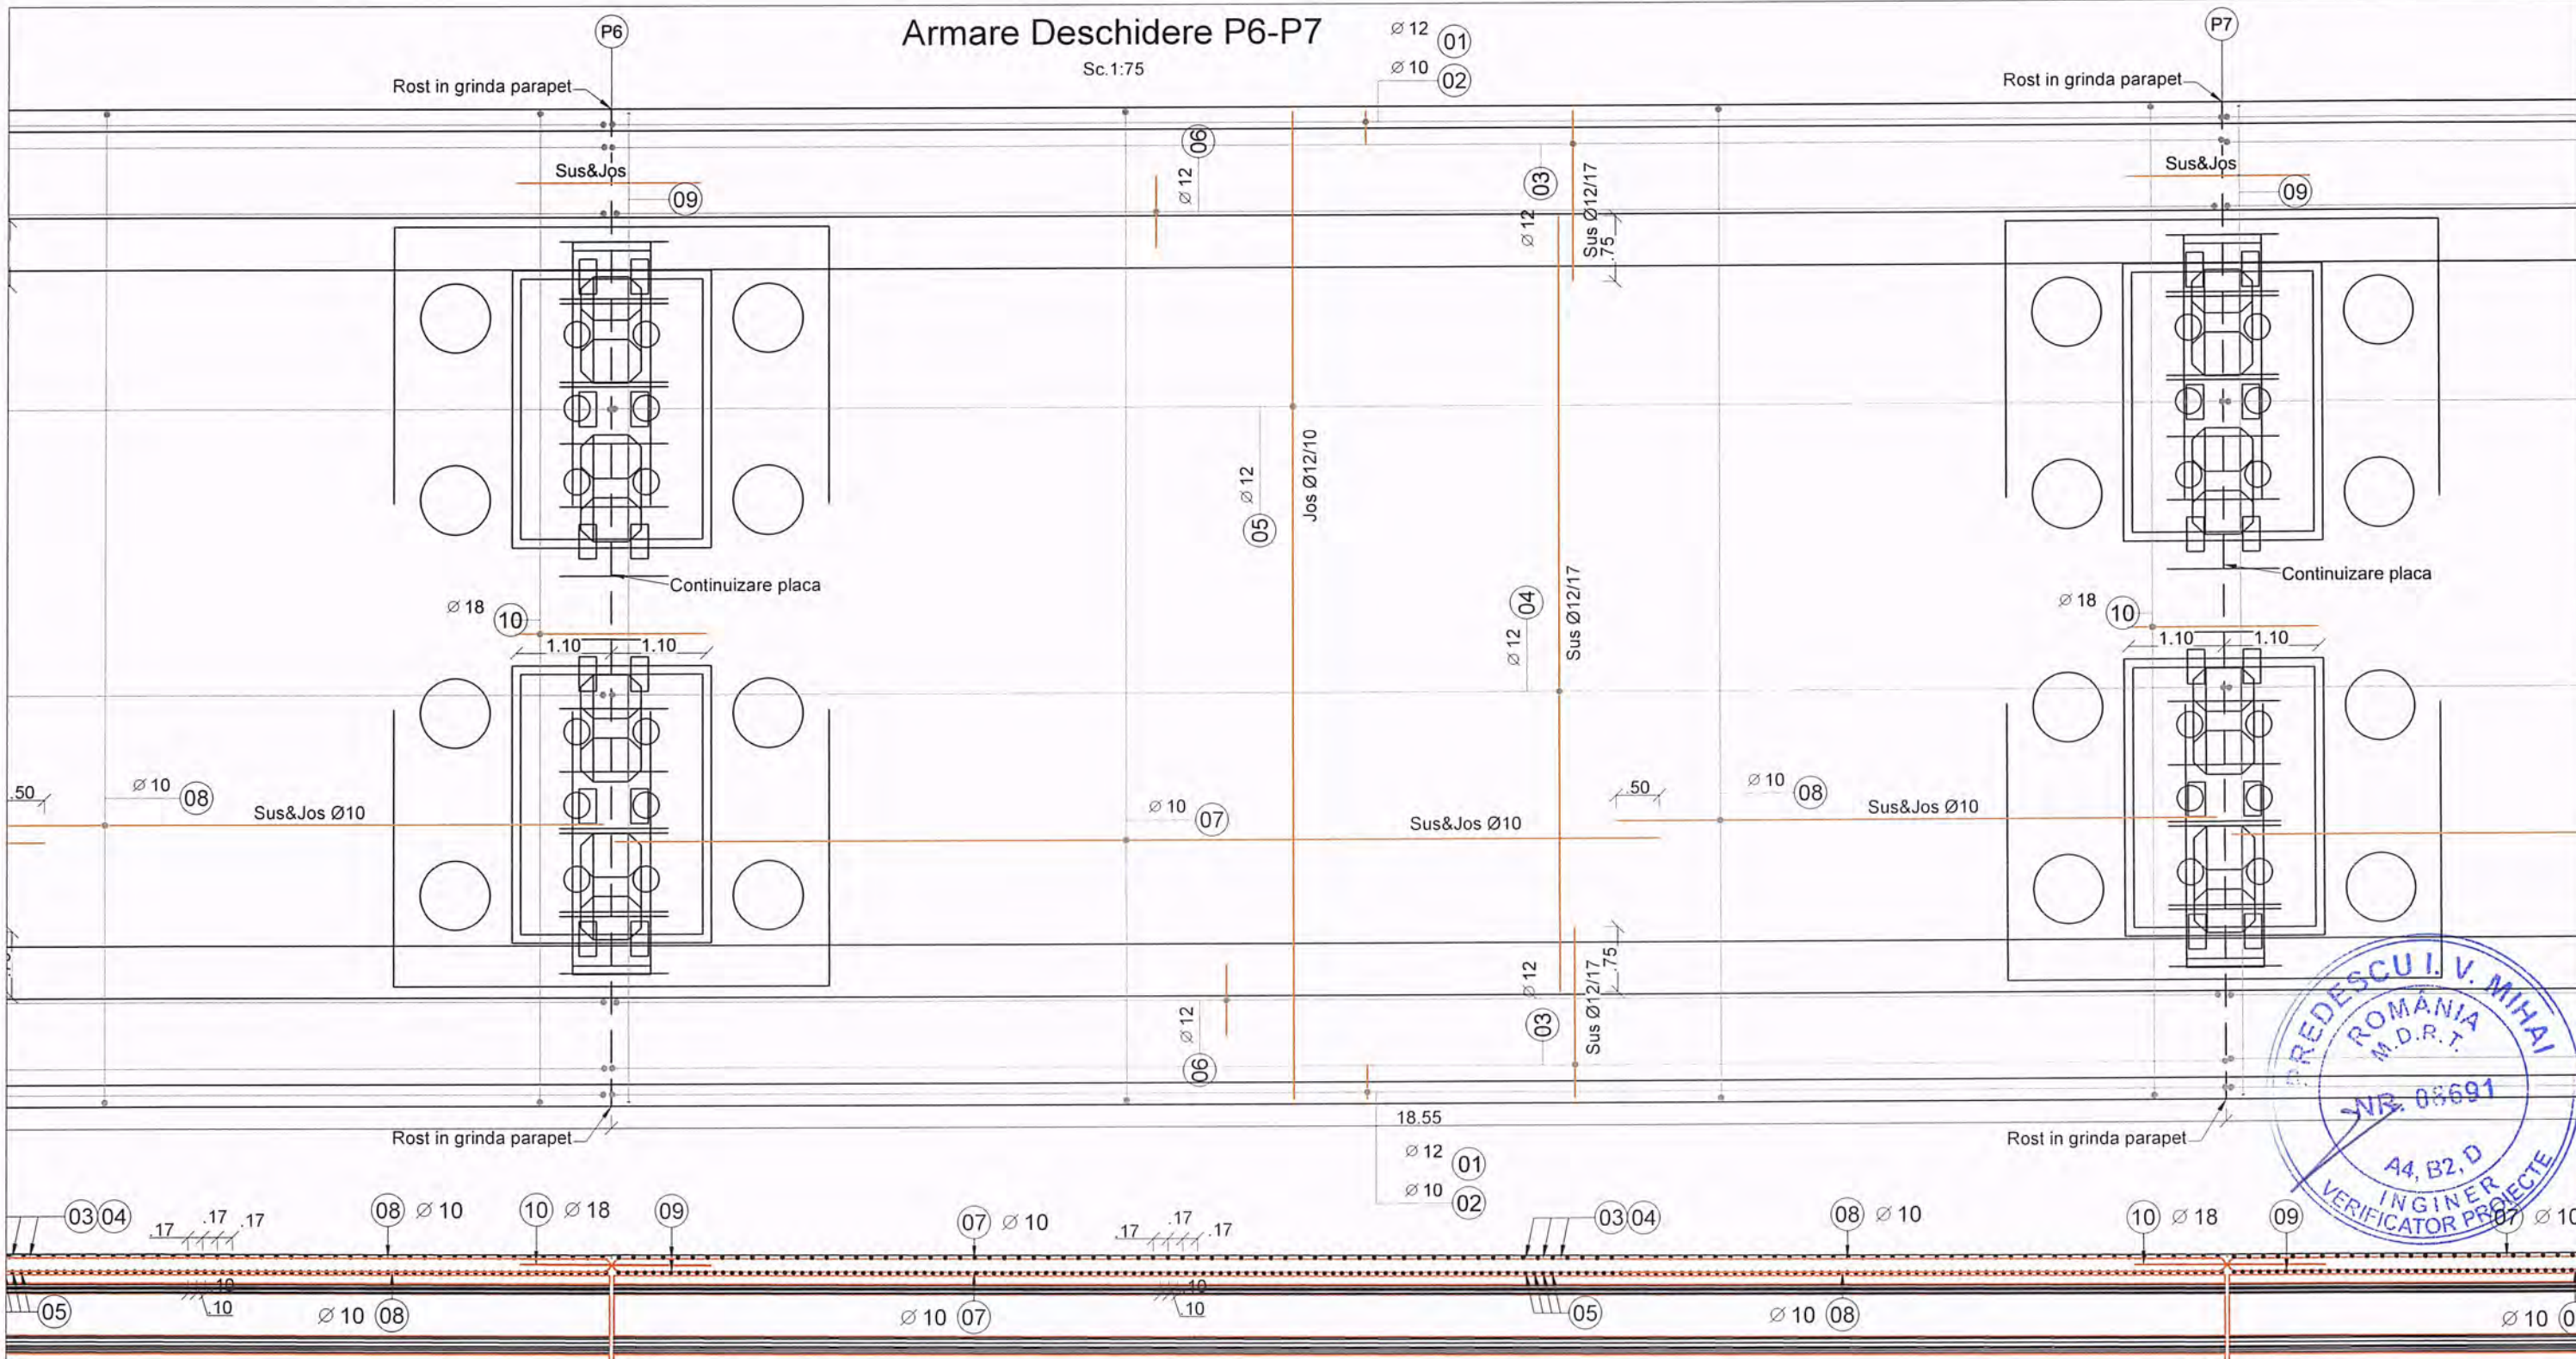 P6
Armare Deschidere P6-P7
Sc.1:75
Ø 12 01
Ø 10 02
P7
Rost in grinda parapet
Rost in grinda parapet
Sus&Jos
09
Ø 12 06
Ø 12 03
Sus Ø12/17
.75
Sus&Jos
09
Ø 12 05
Jos Ø12/10
Continuizare placa
Continuizare placa
Ø 18 10
1.10 1.10
Ø 12 04
Sus Ø12/17
Ø 18 10
1.10 1.10
.50
Ø 10 08
Sus&Jos Ø10
Ø 10 07
Sus&Jos Ø10
.50
Ø 10 08
Sus&Jos Ø10
Ø 12 06
Ø 12 03
Sus Ø12/17
.75
18.55
Rost in grinda parapet
Rost in grinda parapet
Ø 12 01
Ø 10 02
PREDESCU I. V. MIHAI
ROMÂNIA
M.D.R.T.
NR. 08691
A4, B2, D
INGINER
VERIFICATOR PROIECTE
03 04 .17 .17 .17 08 Ø 10 10 Ø 18 09 07 Ø 10 .17 .17 .17 03 04 08 Ø 10 10 Ø 18 09 07 Ø 10
.10 .10
.10 .10
05 Ø 10 08 Ø 10 07 05 Ø 10 08 Ø 10